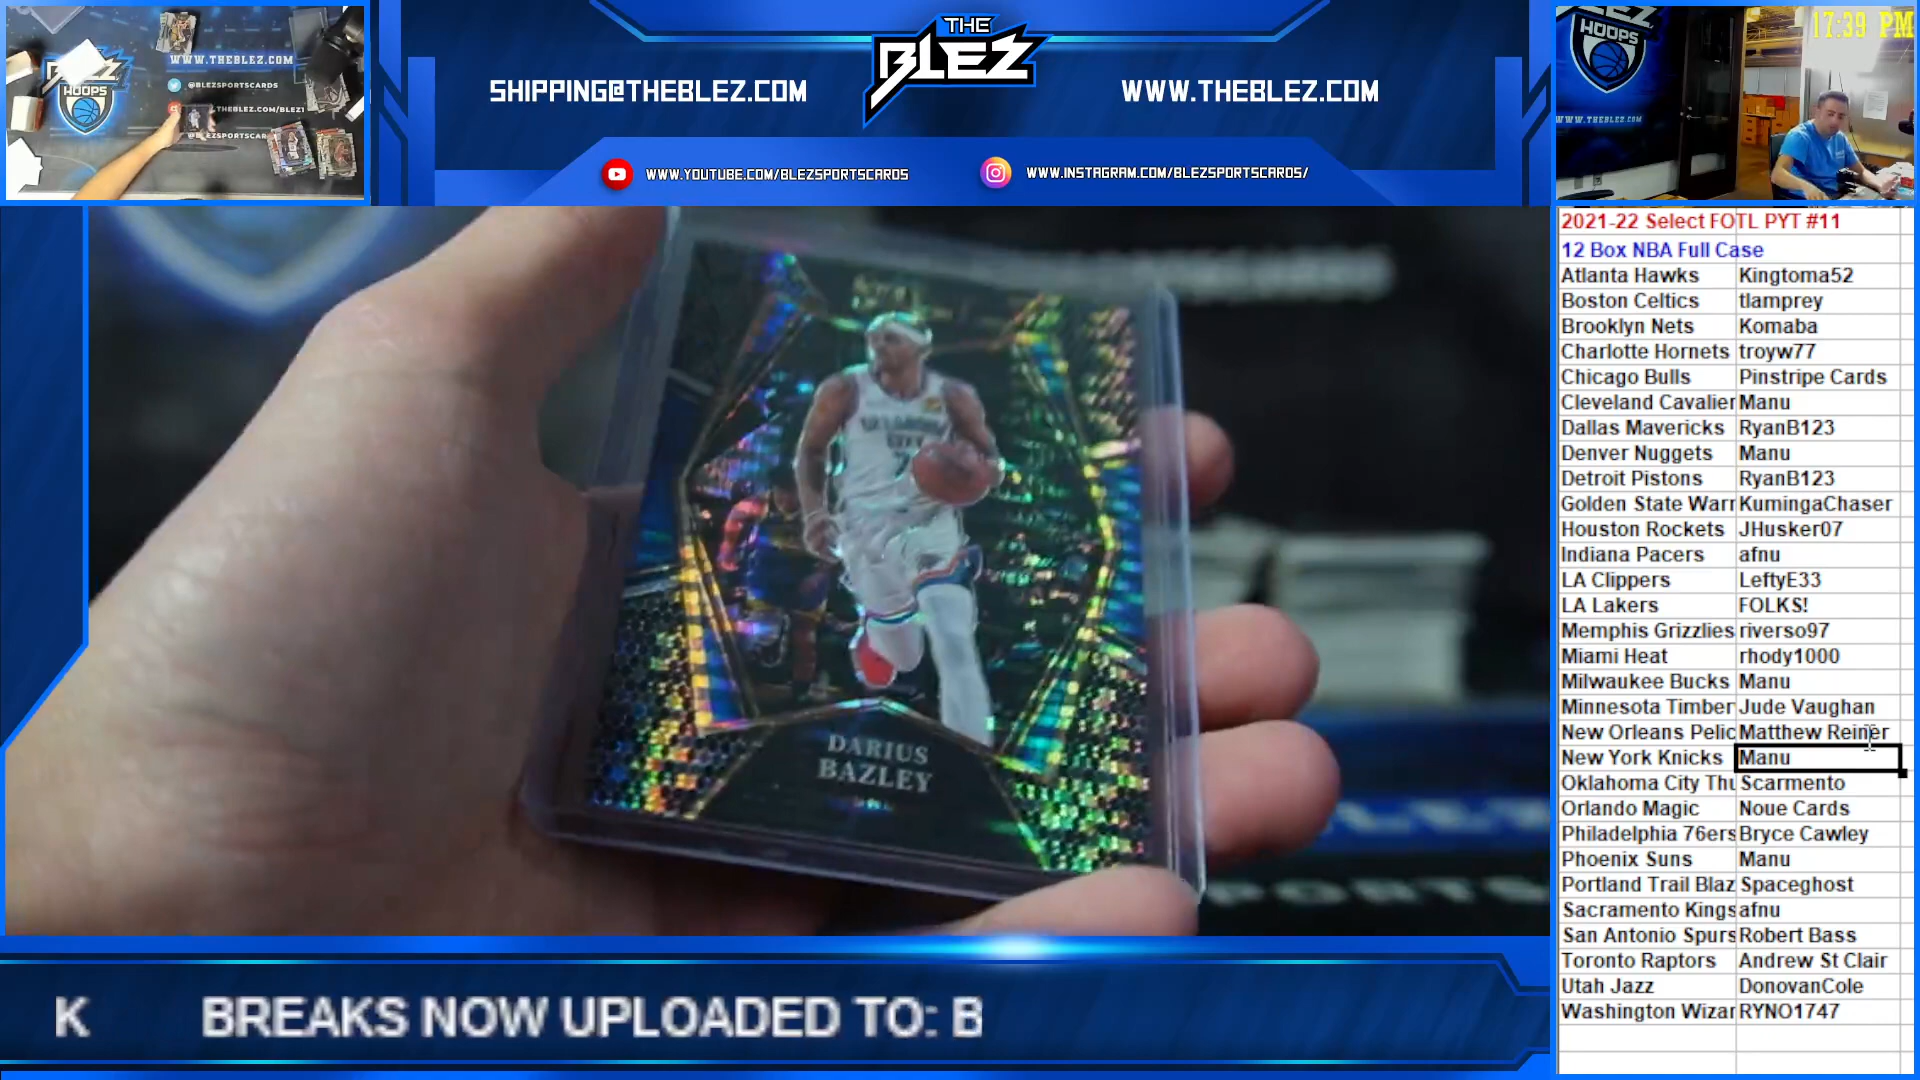 WWW.THEBLEZ.COM
@BLEZSPORTSCARDS
HOOPS
THE
BLEZ
SHIPPING@THEBLEZ.COM
WWW.THEBLEZ.COM
WWW.YOUTUBE.COM/BLEZSPORTSCARDS
WWW.INSTAGRAM.COM/BLEZSPORTSCARDS/
17:39 PM
HOOPS
WWW.THEBLEZ.COM
DARIUS
BAZLEY
2021-22 Select FOTL PYT #11
12 Box NBA Full Case
Atlanta Hawks Kingtoma52
Boston Celtics tlamprey
Brooklyn Nets Komaba
Charlotte Hornets troyw77
Chicago Bulls Pinstripe Cards
Cleveland Cavalier Manu
Dallas Mavericks RyanB123
Denver Nuggets Manu
Detroit Pistons RyanB123
Golden State Warr KumingaChaser
Houston Rockets JHusker07
Indiana Pacers afnu
LA Clippers LeftyE33
LA Lakers FOLKS!
Memphis Grizzlies riverso97
Miami Heat rhody1000
Milwaukee Bucks Manu
Minnesota Timber Jude Vaughan
New Orleans Pelic Matthew Reiner
New York Knicks Manu
Oklahoma City Thu Scarmento
Orlando Magic Noue Cards
Philadelphia 76ers Bryce Cawley
Phoenix Suns Manu
Portland Trail Blaz Spaceghost
Sacramento Kings afnu
San Antonio Spurs Robert Bass
Toronto Raptors Andrew St Clair
Utah Jazz DonovanCole
Washington Wizar RYNO1747
K BREAKS NOW UPLOADED TO: B